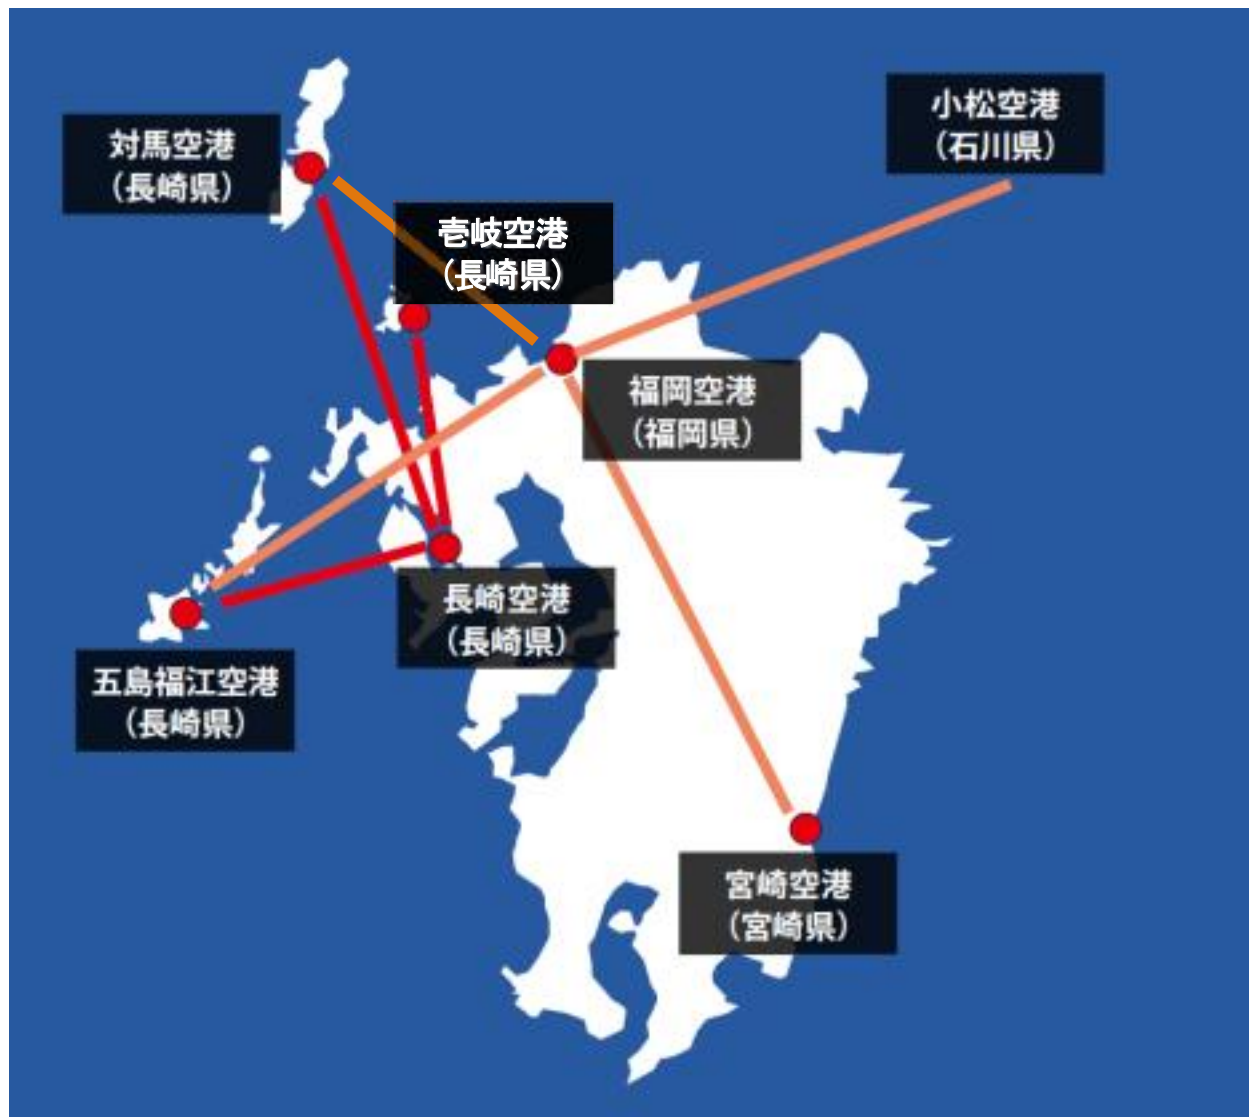 小松空港
（石川県）
対馬空港
（長崎県）
壱岐空港
（長崎県）
福岡空港
（福岡県）
長崎空港
（長崎県）
五島福江空港
（長崎県）
宮崎空港
（宮崎県）